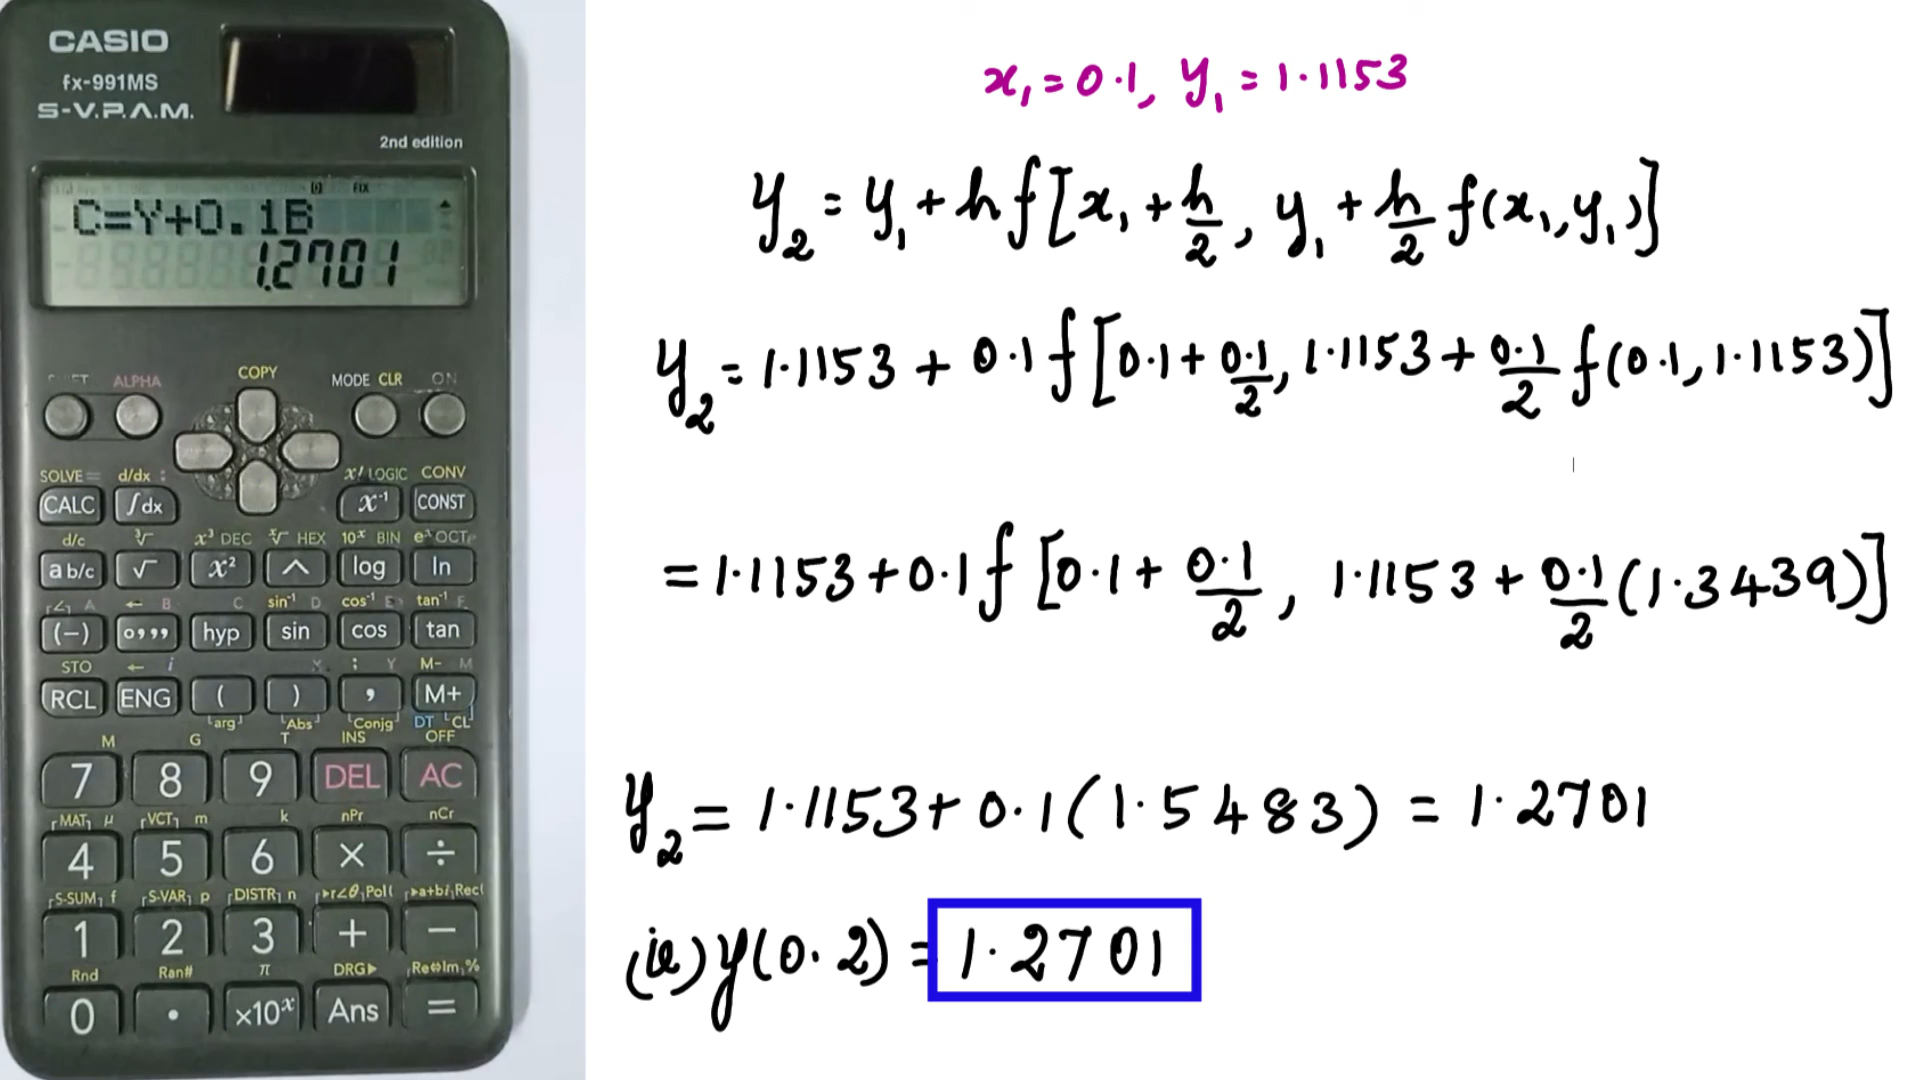 CASIO
fx-991MS
S-V.P.A.M.
2nd edition
D FIX
C=Y+0.1B
1.2701
COPY
ALPHA MODE CLR ON
SOLVE = d/dx : x! LOGIC CONV
CALC ∫dx x⁻¹ CONST
d/c ³√ x³ DEC ˣ√ HEX 10ˣ BIN eˣ OCT
a b/c √ x² ^ log ln
∠ A ← B C sin⁻¹ D cos⁻¹ E tan⁻¹ F
(−) o,,, hyp sin cos tan
STO ← i X ; Y M- M
RCL ENG ( ) , M+
arg Abs Conjg DT CL
M G T INS OFF
7 8 9 DEL AC
MAT μ VCT m k nPr nCr
4 5 6 × ÷
S-SUM f S-VAR p DISTR n ▸r∠θ Pol( ▸a+bi Rec(
1 2 3 + −
Rnd Ran# π DRG▸ Re⇔Im %
0 . ×10ˣ Ans =
x₁ = 0.1, y₁ = 1.1153
y₂ = y₁ + h f[x₁ + h/2, y₁ + h/2 f(x₁, y₁)]
y₂ = 1.1153 + 0.1 f[0.1 + 0.1/2, 1.1153 + 0.1/2 f(0.1, 1.1153)]
= 1.1153 + 0.1 f[0.1 + 0.1/2, 1.1153 + 0.1/2 (1.3439)]
y₂ = 1.1153 + 0.1(1.5483) = 1.2701
(ie) y(0.2) = 1.2701